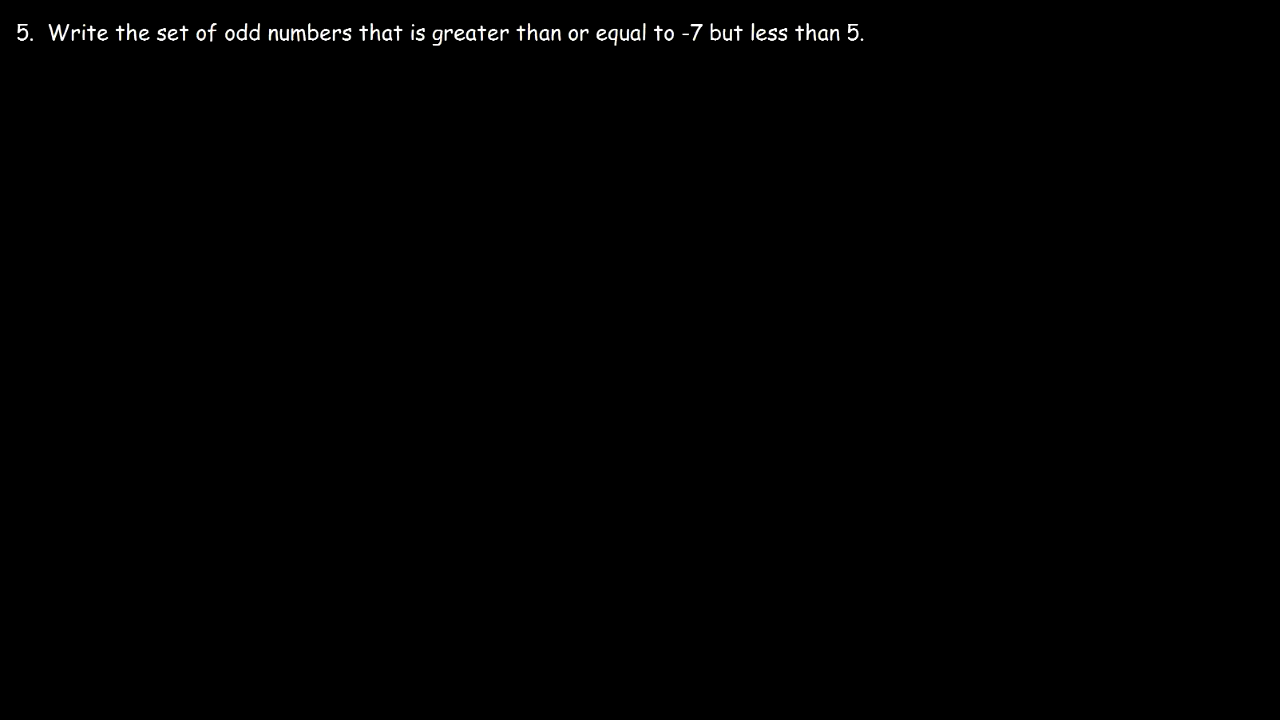 5. Write the set of odd numbers that is greater than or equal to -7 but less than 5.